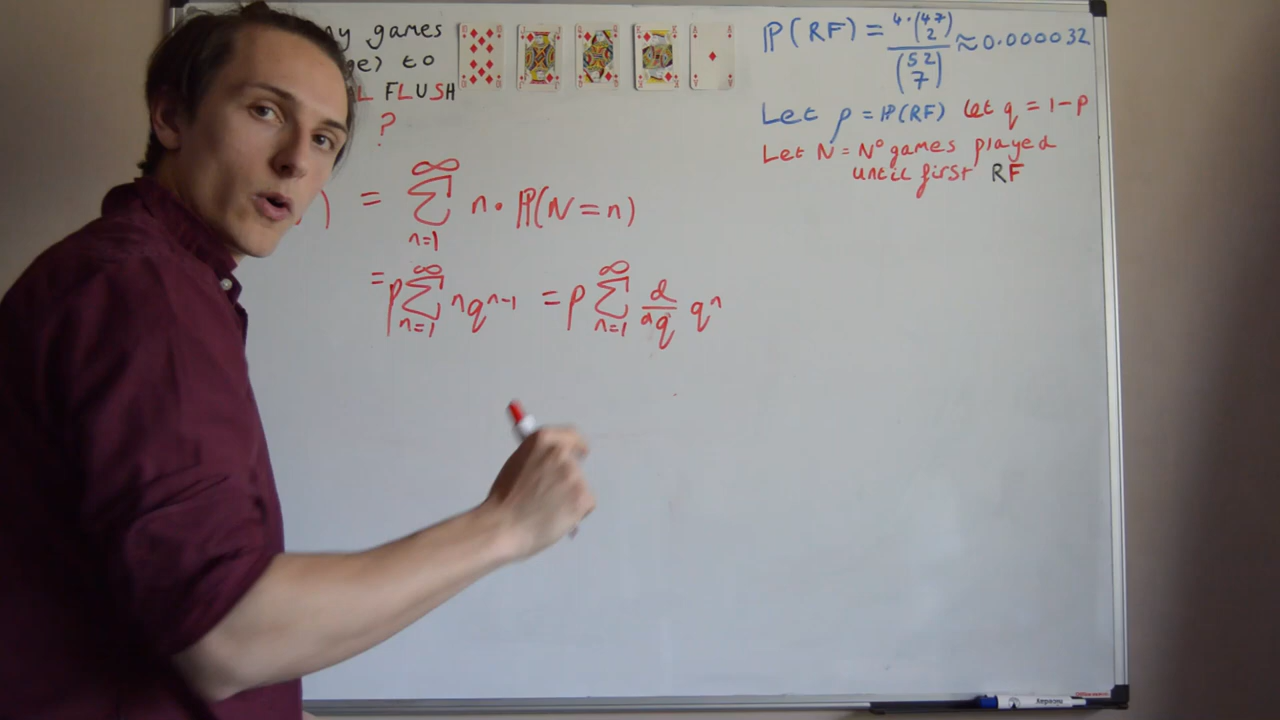 y games
e) to
L FLUSH
?
ℙ(RF) = 4·(47 2) / (52 7) ≈ 0.000032
Let p = ℙ(RF) Let q = 1-p
Let N = Nº games played
until first RF
) = ∑_{n=1}^{∞} n · ℙ(N=n)
= p ∑_{n=1}^{∞} n q^{n-1} = p ∑_{n=1}^{∞} d/dq q^n